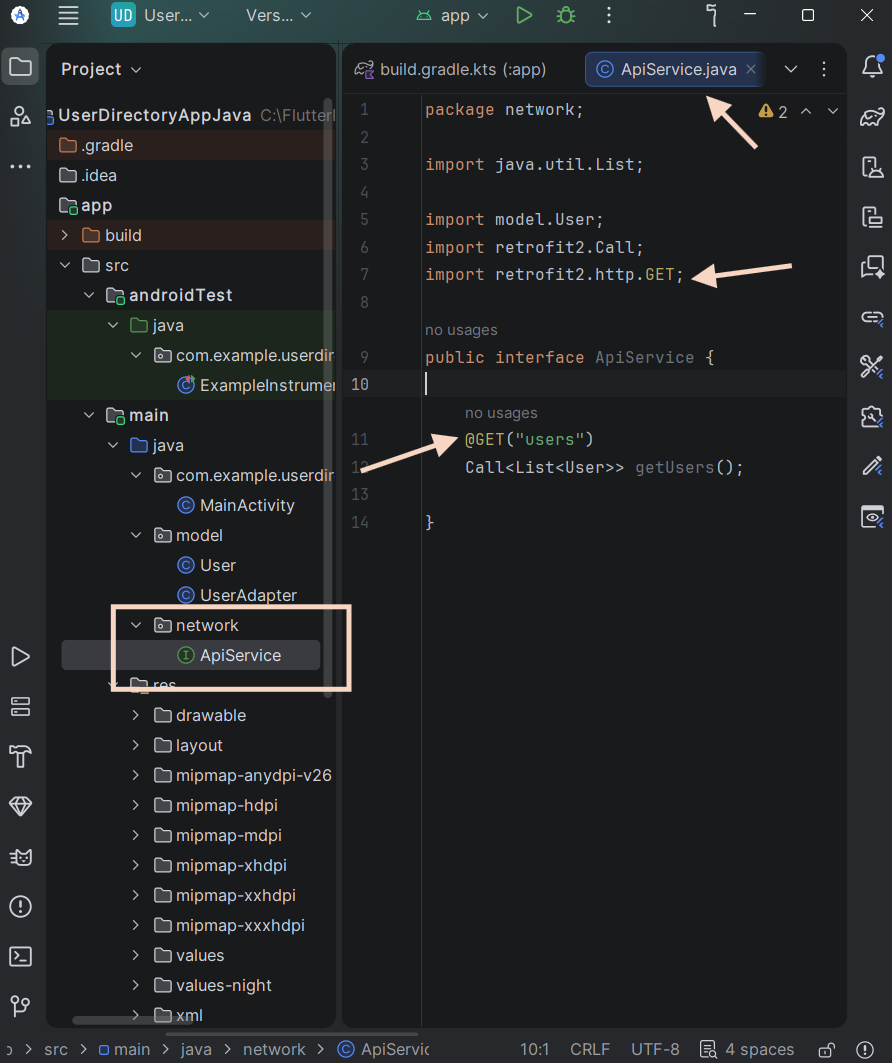 UD User... Vers... app
Project
UserDirectoryAppJava C:\Flutter
.gradle
.idea
app
build
src
androidTest
java
com.example.userdir
ExampleInstrumen
main
java
com.example.userdir
MainActivity
model
User
UserAdapter
network
ApiService
res
drawable
layout
mipmap-anydpi-v26
mipmap-hdpi
mipmap-mdpi
mipmap-xhdpi
mipmap-xxhdpi
mipmap-xxxhdpi
values
values-night
xml
build.gradle.kts (:app) ApiService.java
1 package network; 2
2
3 import java.util.List;
4
5 import model.User;
6 import retrofit2.Call;
7 import retrofit2.http.GET;
8
no usages
9 public interface ApiService {
10
no usages
11 @GET("users")
12 Call<List<User>> getUsers();
13
14 }
src > main > java > network > ApiServic 10:1 CRLF UTF-8 4 spaces